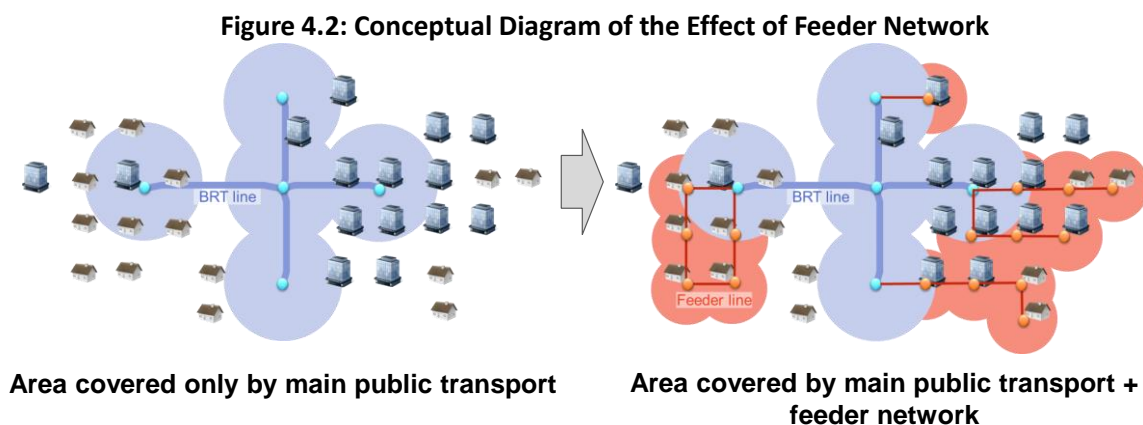 Figure 4.2: Conceptual Diagram of the Effect of Feeder Network
BRT line
BRT line
Feeder line
Area covered only by main public transport
Area covered by main public transport +
feeder network